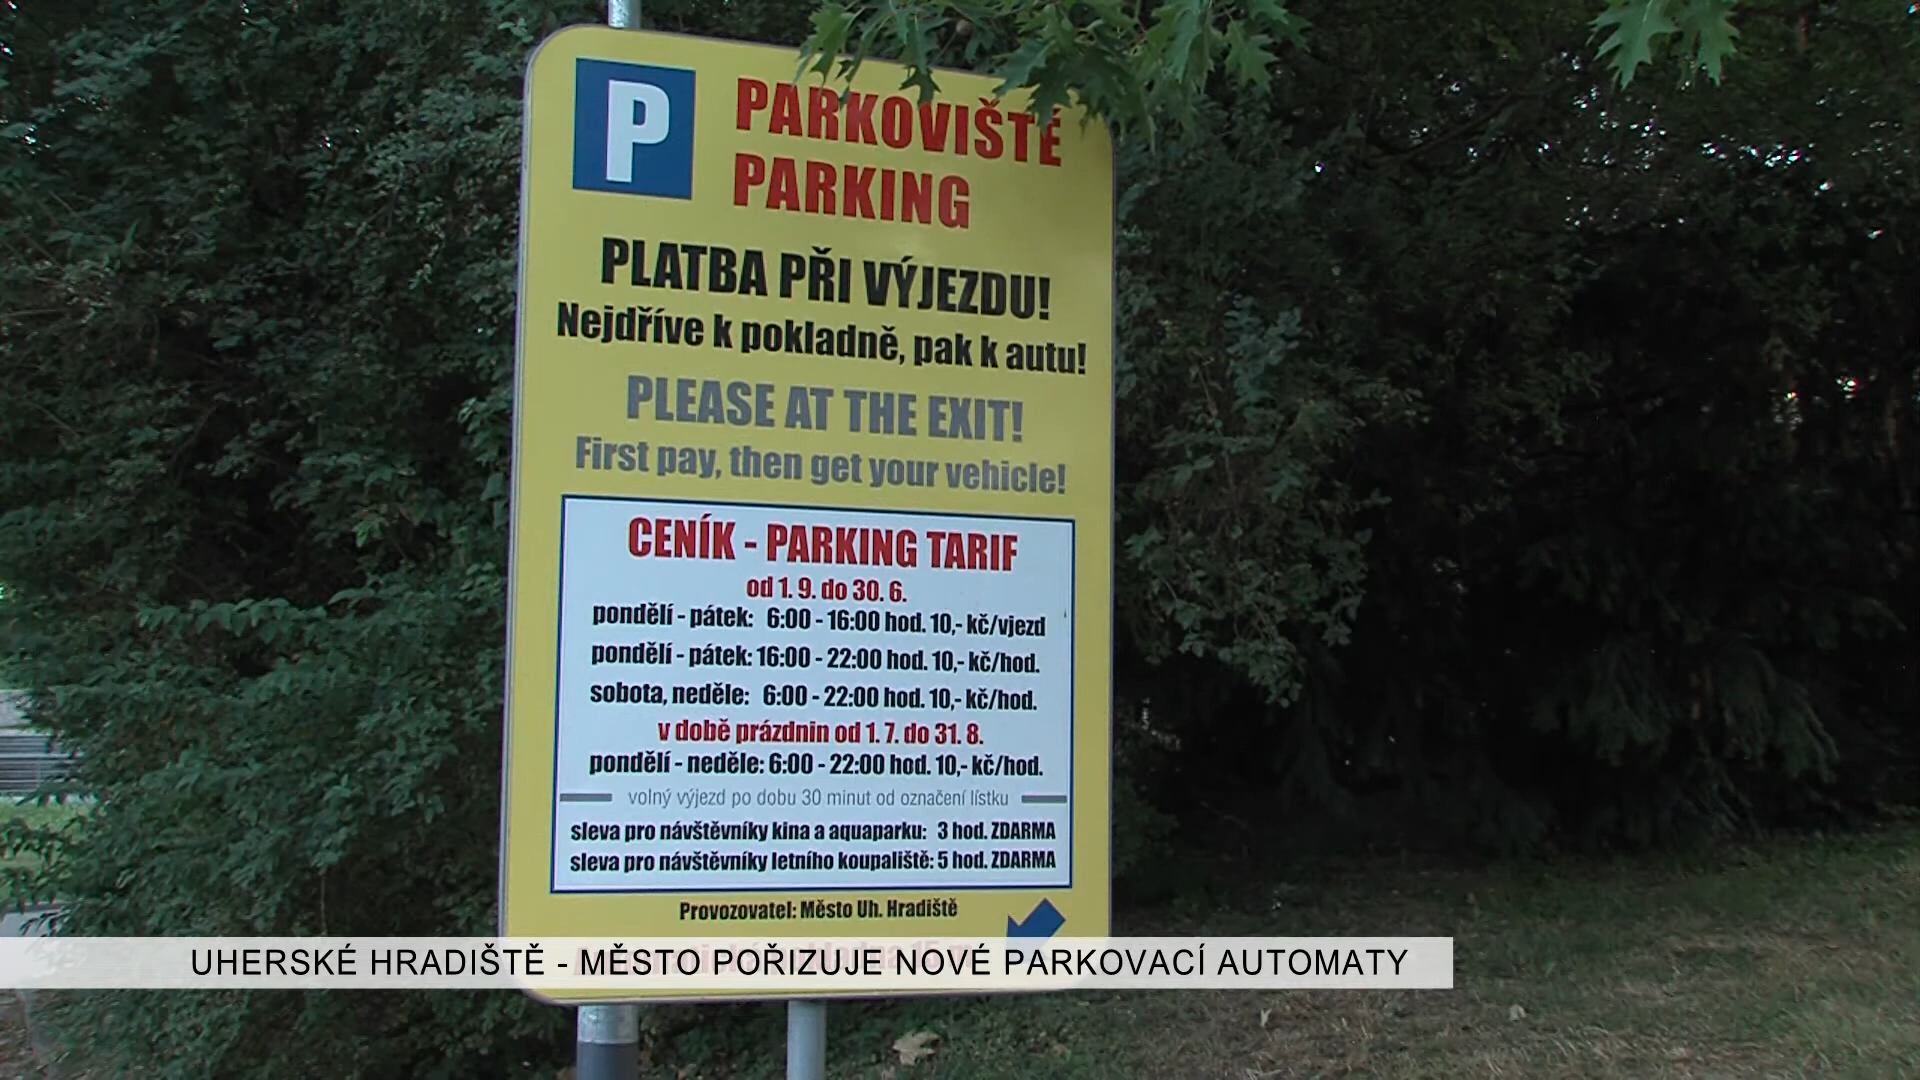 P
PARKOVIŠTĚ
PARKING
PLATBA PŘI VÝJEZDU!
Nejdříve k pokladně, pak k autu!
PLEASE AT THE EXIT!
First pay, then get your vehicle!
CENÍK - PARKING TARIF
od 1. 9. do 30. 6.
pondělí - pátek: 6:00 - 16:00 hod. 10,- kč/vjezd
pondělí - pátek: 16:00 - 22:00 hod. 10,- kč/hod.
sobota, neděle: 6:00 - 22:00 hod. 10,- kč/hod.
v době prázdnin od 1. 7. do 31. 8.
pondělí - neděle: 6:00 - 22:00 hod. 10,- kč/hod.
volný výjezd po dobu 30 minut od označení lístku
sleva pro návštěvníky kina a aquaparku: 3 hod. ZDARMA
sleva pro návštěvníky letního koupaliště: 5 hod. ZDARMA
Provozovatel: Město Uh. Hradiště
UHERSKÉ HRADIŠTĚ - MĚSTO POŘIZUJE NOVÉ PARKOVACÍ AUTOMATY